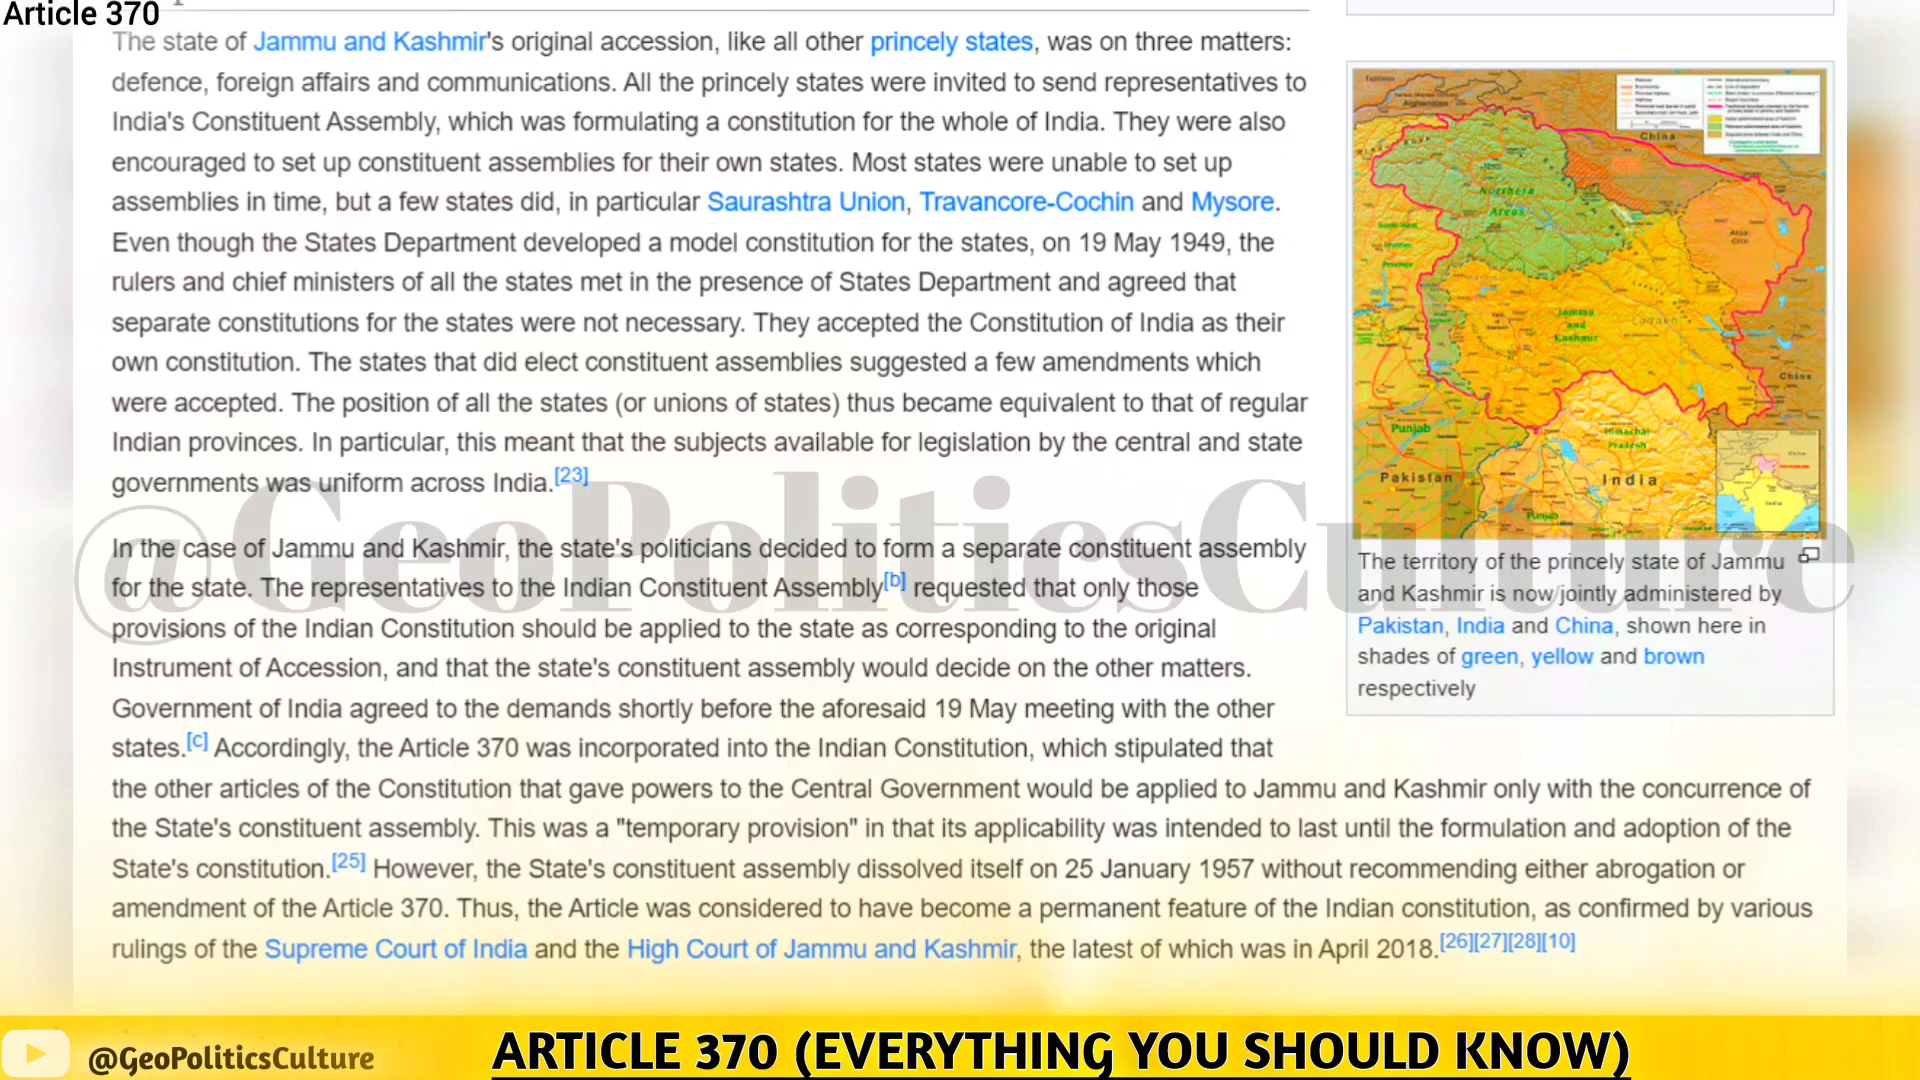 Article 370
The state of Jammu and Kashmir's original accession, like all other princely states, was on three matters:
defence, foreign affairs and communications. All the princely states were invited to send representatives to
India's Constituent Assembly, which was formulating a constitution for the whole of India. They were also
encouraged to set up constituent assemblies for their own states. Most states were unable to set up
assemblies in time, but a few states did, in particular Saurashtra Union, Travancore-Cochin and Mysore.
Even though the States Department developed a model constitution for the states, on 19 May 1949, the
rulers and chief ministers of all the states met in the presence of States Department and agreed that
separate constitutions for the states were not necessary. They accepted the Constitution of India as their
own constitution. The states that did elect constituent assemblies suggested a few amendments which
were accepted. The position of all the states (or unions of states) thus became equivalent to that of regular
Indian provinces. In particular, this meant that the subjects available for legislation by the central and state
governments was uniform across India.[23]
In the case of Jammu and Kashmir, the state's politicians decided to form a separate constituent assembly
for the state. The representatives to the Indian Constituent Assembly[b] requested that only those
provisions of the Indian Constitution should be applied to the state as corresponding to the original
Instrument of Accession, and that the state's constituent assembly would decide on the other matters.
Government of India agreed to the demands shortly before the aforesaid 19 May meeting with the other
states.[c] Accordingly, the Article 370 was incorporated into the Indian Constitution, which stipulated that
the other articles of the Constitution that gave powers to the Central Government would be applied to Jammu and Kashmir only with the concurrence of
the State's constituent assembly. This was a "temporary provision" in that its applicability was intended to last until the formulation and adoption of the
State's constitution.[25] However, the State's constituent assembly dissolved itself on 25 January 1957 without recommending either abrogation or
amendment of the Article 370. Thus, the Article was considered to have become a permanent feature of the Indian constitution, as confirmed by various
rulings of the Supreme Court of India and the High Court of Jammu and Kashmir, the latest of which was in April 2018.[26][27][28][10]
Afghanistan
China
Northern
Areas
Aksai
Chin
Jammu
and
Kashmir
Ladakh
China
Punjab
Himachal
Pradesh
Pakistan
India
Punjab
The territory of the princely state of Jammu
and Kashmir is now jointly administered by
Pakistan, India and China, shown here in
shades of green, yellow and brown
respectively
@GeoPoliticsCulture
@GeoPoliticsCulture
ARTICLE 370 (EVERYTHING YOU SHOULD KNOW)